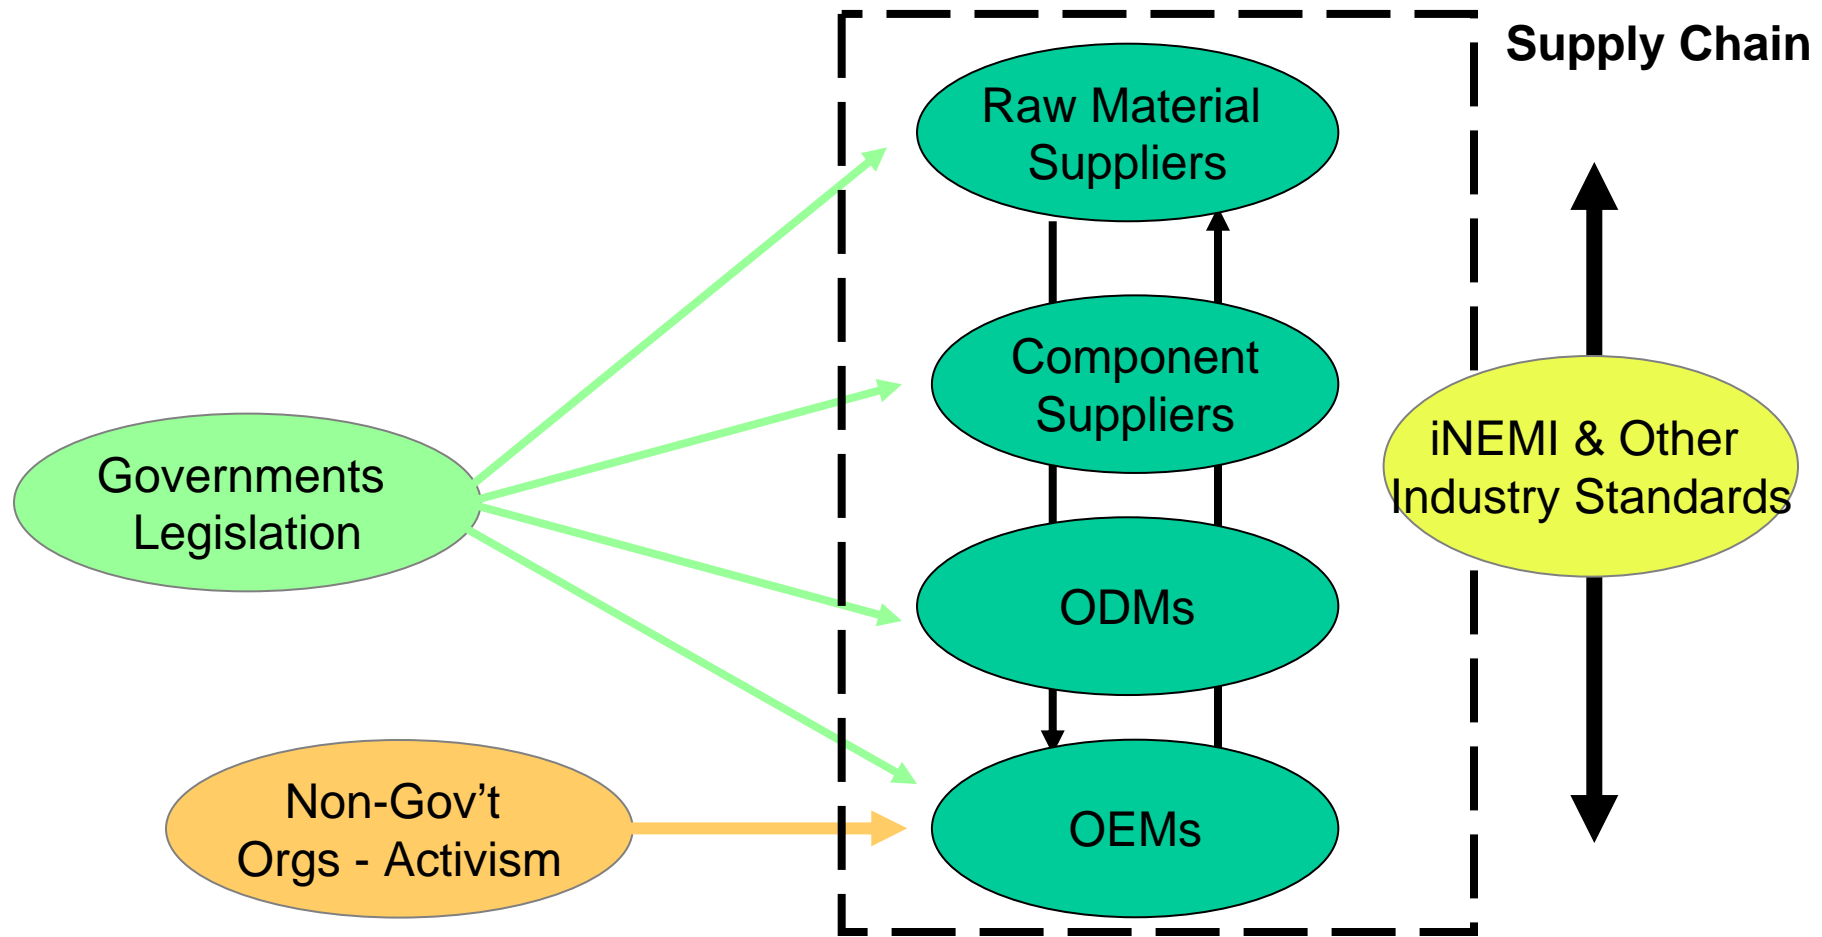 Supply Chain
Raw Material
Suppliers
Component
Suppliers
iNEMI & Other
Industry Standards
Governments
Legislation
ODMs
Non-Gov’t
Orgs - Activism
OEMs